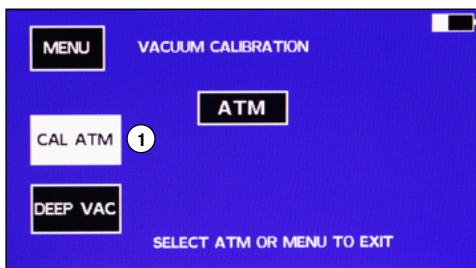 MENU
VACUUM CALIBRATION
ATM
CAL ATM
1
DEEP VAC
SELECT ATM OR MENU TO EXIT